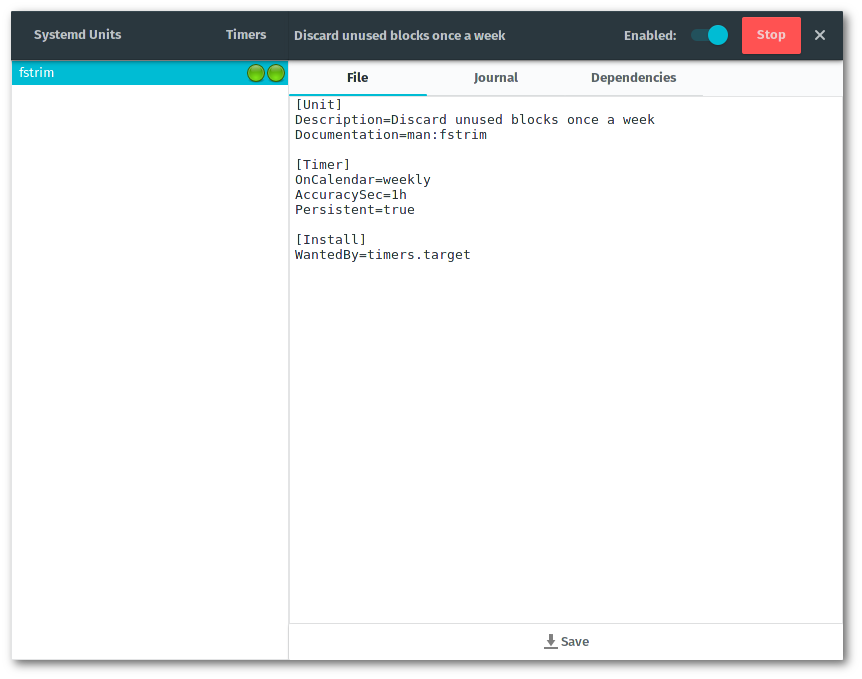 Systemd Units
Timers
Discard unused blocks once a week
Enabled:
Stop
fstrim
File
Journal
Dependencies
[Unit]
Description=Discard unused blocks once a week
Documentation=man:fstrim
[Timer]
OnCalendar=weekly
AccuracySec=1h
Persistent=true
[Install]
WantedBy=timers.target
Save